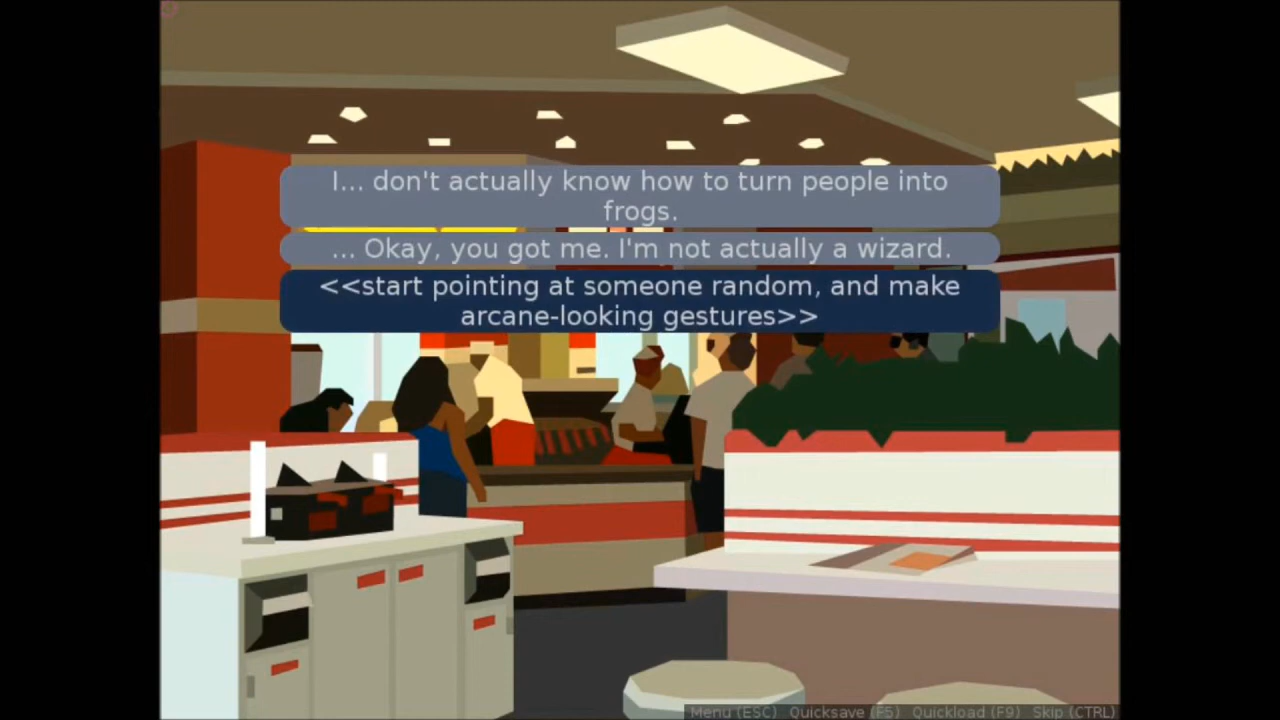 I... don't actually know how to turn people into
frogs.
... Okay, you got me. I'm not actually a wizard.
<<start pointing at someone random, and make
arcane-looking gestures>>
Menu (ESC) Quicksave (F5) Quickload (F9) Skip (CTRL)